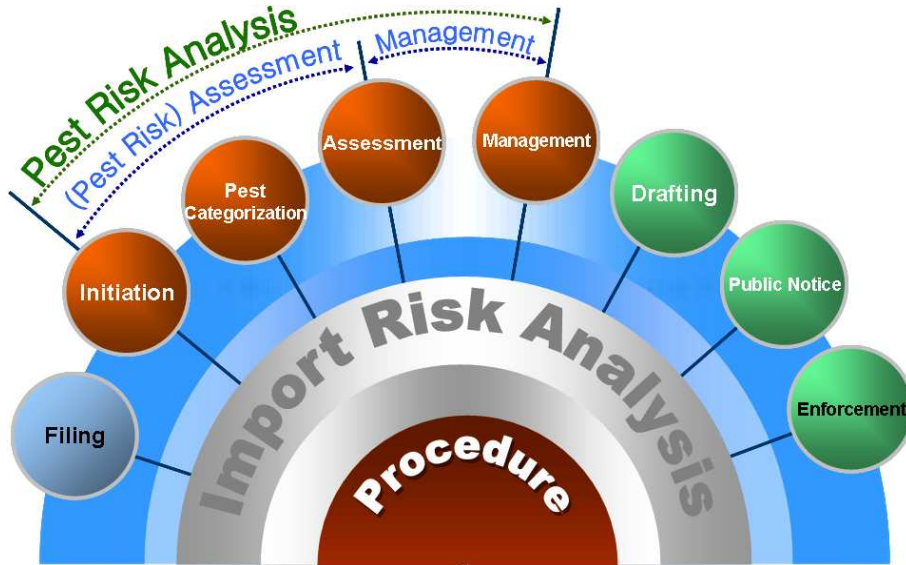 Pest Risk Analysis
(Pest Risk) Assessment
Management
Filing
Initiation
Pest
Categorization
Assessment
Management
Drafting
Public Notice
Enforcement
Import Risk Analysis
Procedure